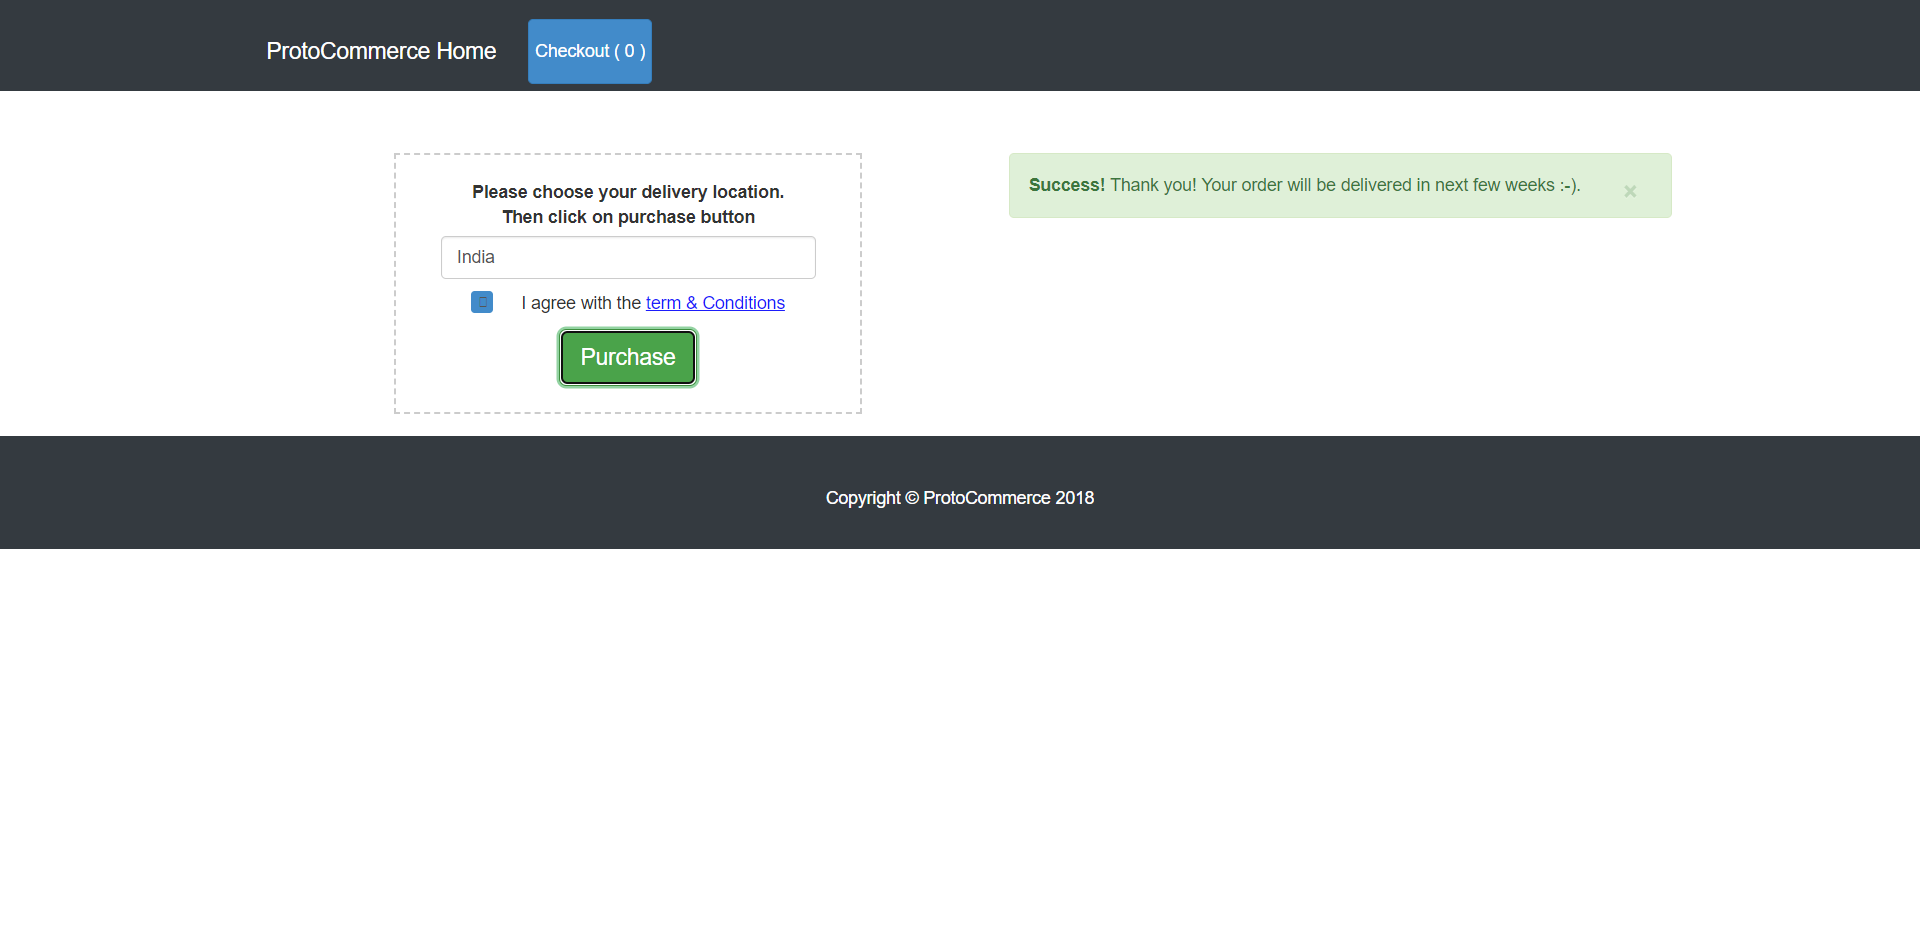 ProtoCommerce Home
Checkout ( 0 )
Please choose your delivery location.
Then click on purchase button
India
I agree with the term & Conditions
Purchase
Success! Thank you! Your order will be delivered in next few weeks :-).
×
Copyright © ProtoCommerce 2018